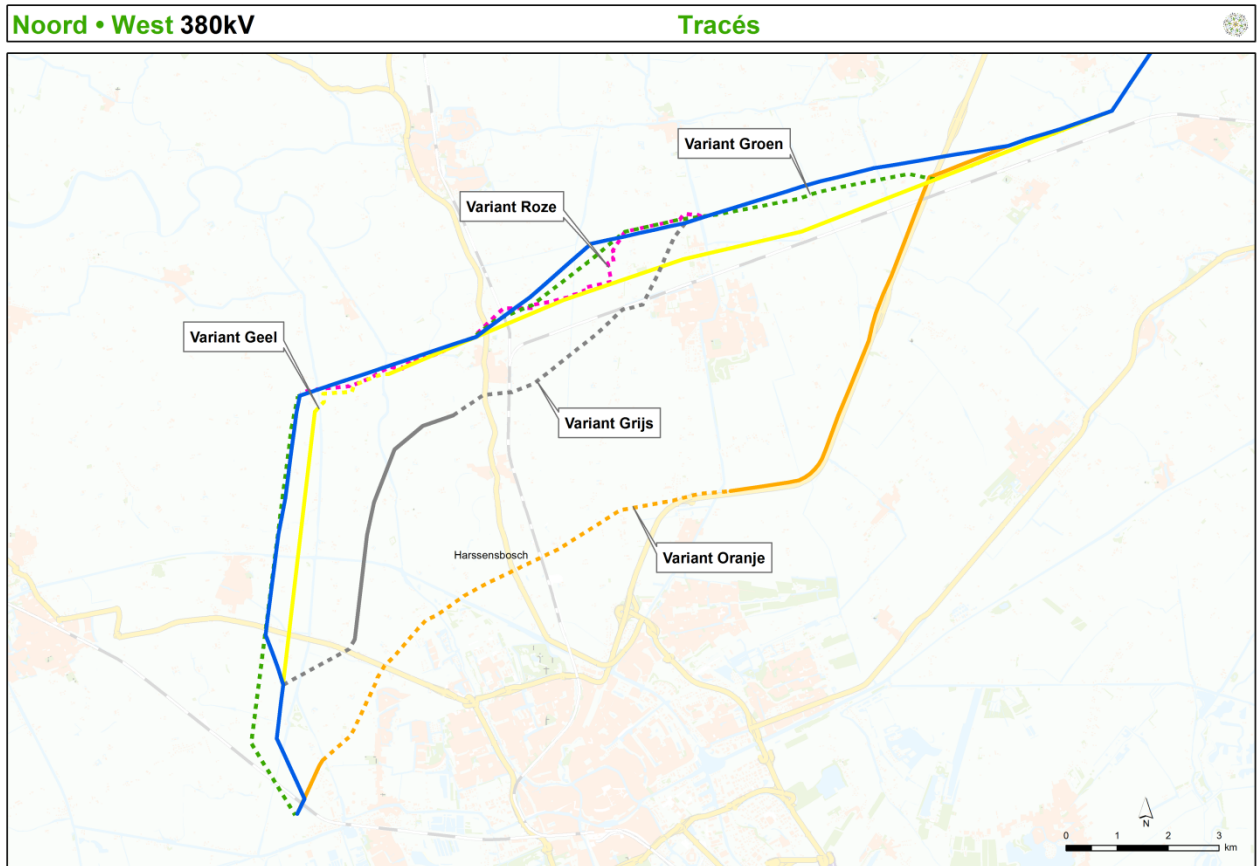 Noord • West 380kV
Tracés
Variant Groen
Variant Roze
Variant Geel
Variant Grijs
Harssensbosch
Variant Oranje
N
0 1 2 3
km